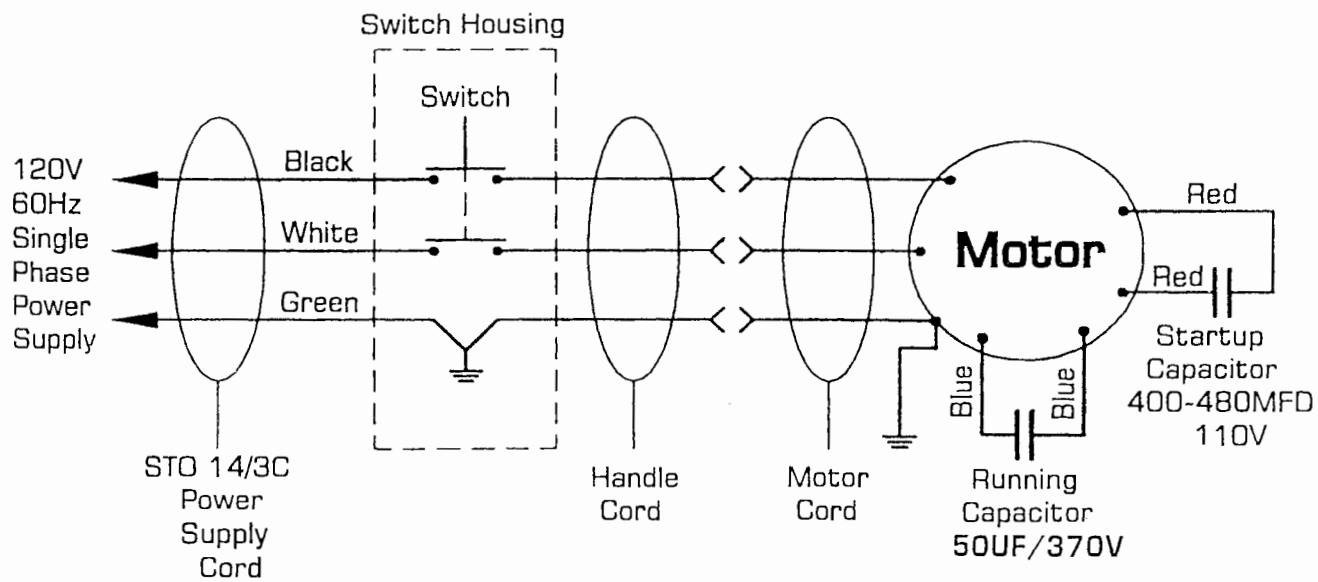 Switch Housing
Switch
120V
60Hz
Single
Phase
Power
Supply
Black
White
Green
STO 14/3C
Power
Supply
Cord
Handle
Cord
Motor
Cord
Motor
Red
Red
Startup
Capacitor
400-480MFD
110V
Blue
Blue
Running
Capacitor
50UF/370V